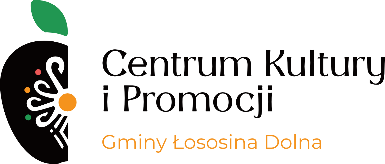 Centrum Kultury
i Promocji
Gminy Łososina Dolna